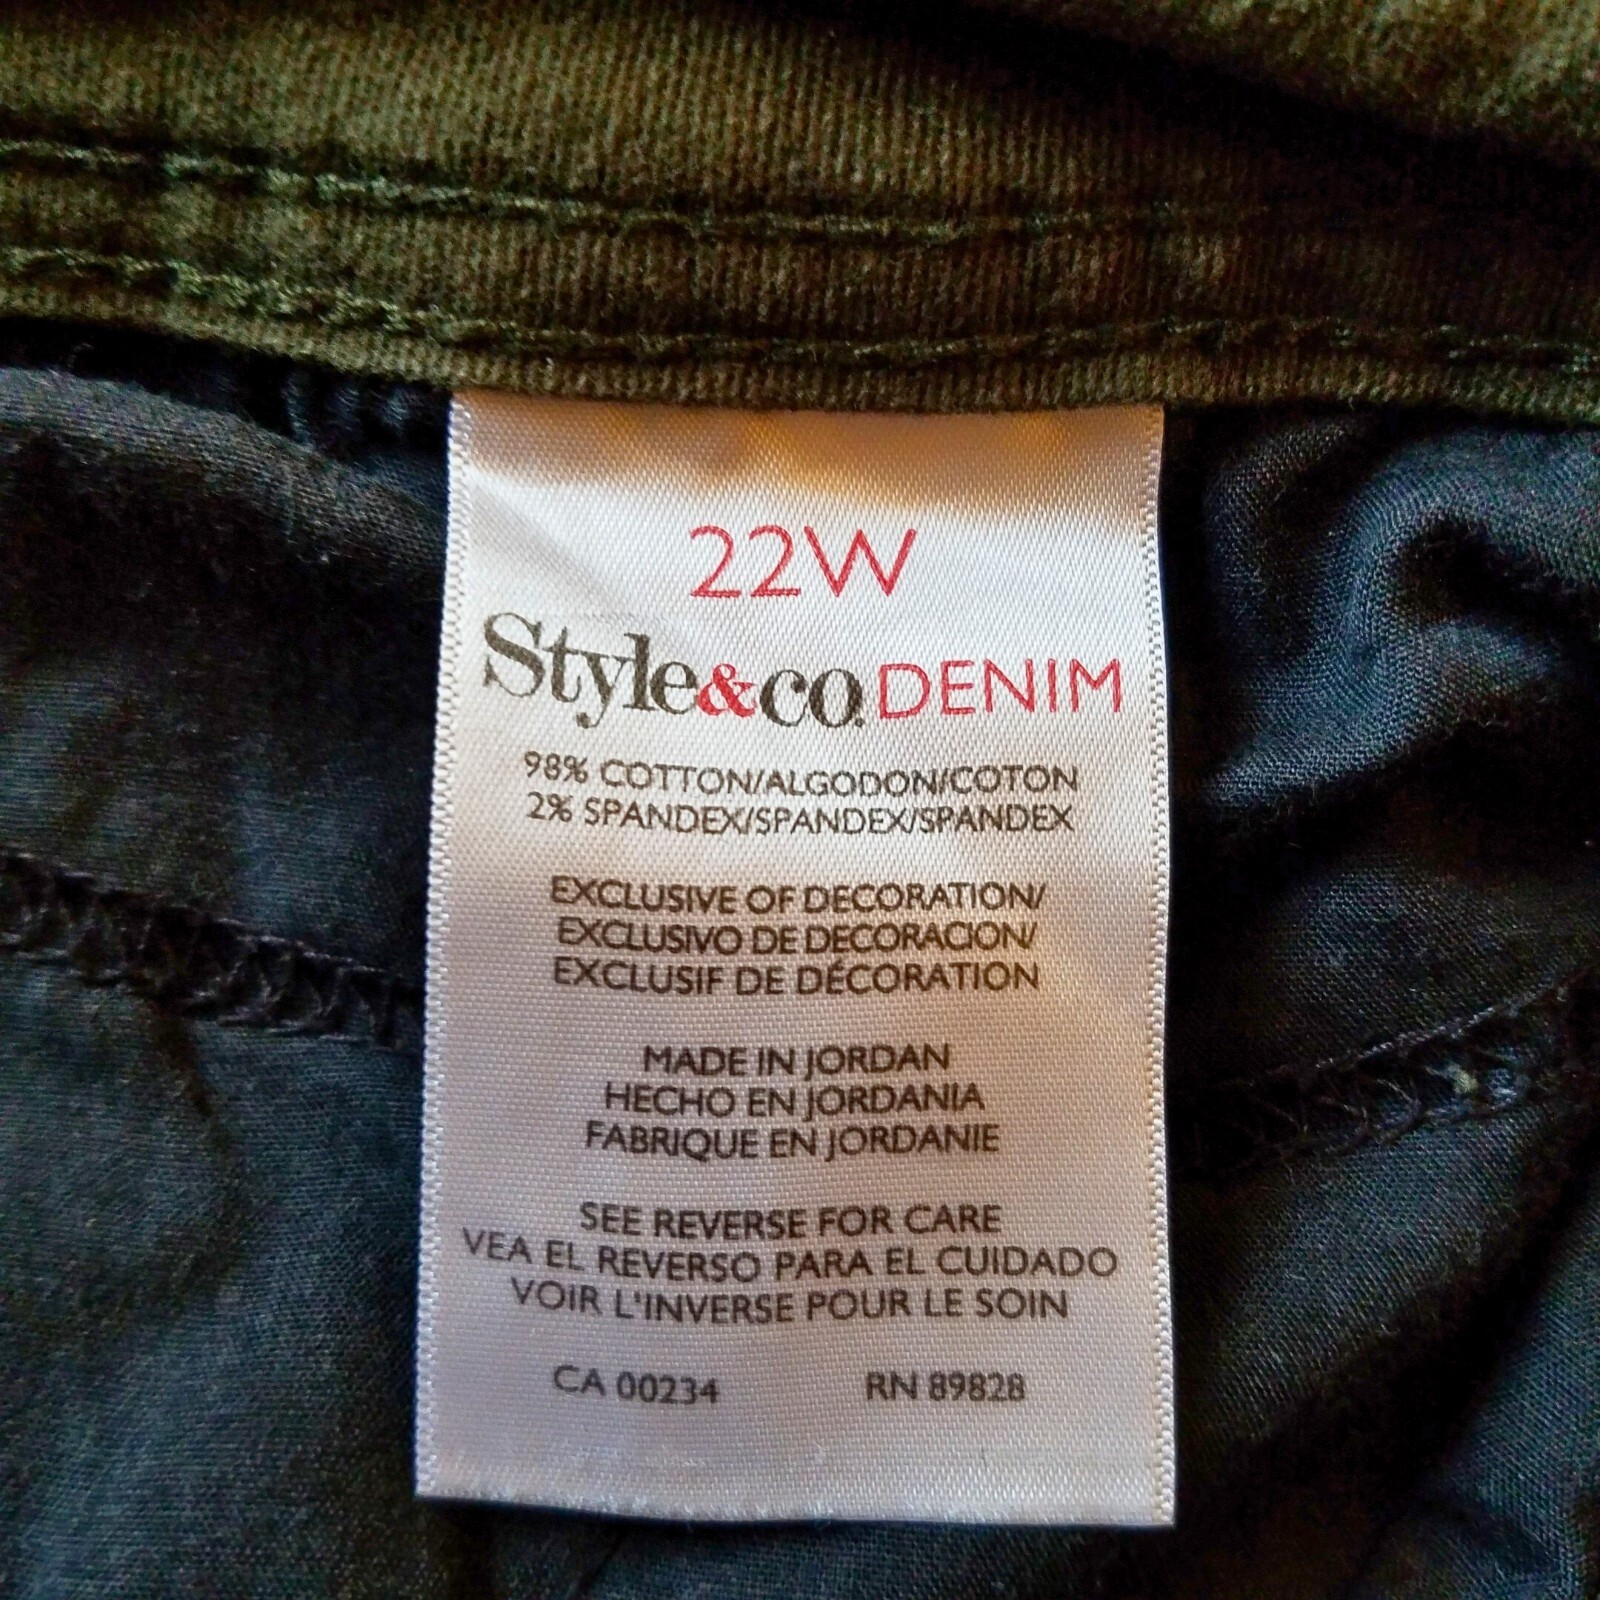 22W
Style&co. DENIM
98% COTTON/ALGODON/COTON
2% SPANDEX/SPANDEX/SPANDEX
EXCLUSIVE OF DECORATION/
EXCLUSIVO DE DECORACION/
EXCLUSIF DE DÉCORATION
MADE IN JORDAN
HECHO EN JORDANIA
FABRIQUE EN JORDANIE
SEE REVERSE FOR CARE
VEA EL REVERSO PARA EL CUIDADO
VOIR L'INVERSE POUR LE SOIN
CA 00234 RN 89828